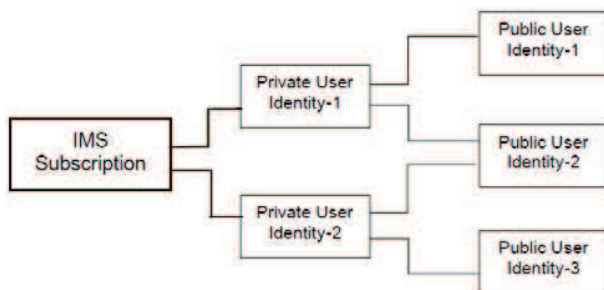 IMS
Subscription
Private User
Identity-1
Private User
Identity-2
Public User
Identity-1
Public User
Identity-2
Public User
Identity-3